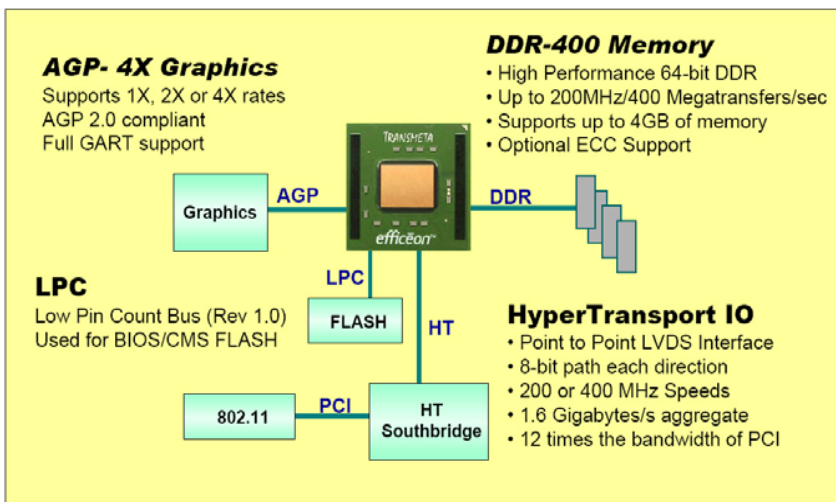 AGP- 4X Graphics
Supports 1X, 2X or 4X rates
AGP 2.0 compliant
Full GART support
DDR-400 Memory
• High Performance 64-bit DDR
• Up to 200MHz/400 Megatransfers/sec
• Supports up to 4GB of memory
• Optional ECC Support
TRANSMETA
efficēon™
Graphics
AGP
DDR
LPC
Low Pin Count Bus (Rev 1.0)
Used for BIOS/CMS FLASH
LPC
FLASH
HT
HyperTransport IO
• Point to Point LVDS Interface
• 8-bit path each direction
• 200 or 400 MHz Speeds
• 1.6 Gigabytes/s aggregate
• 12 times the bandwidth of PCI
802.11
PCI
HT
Southbridge